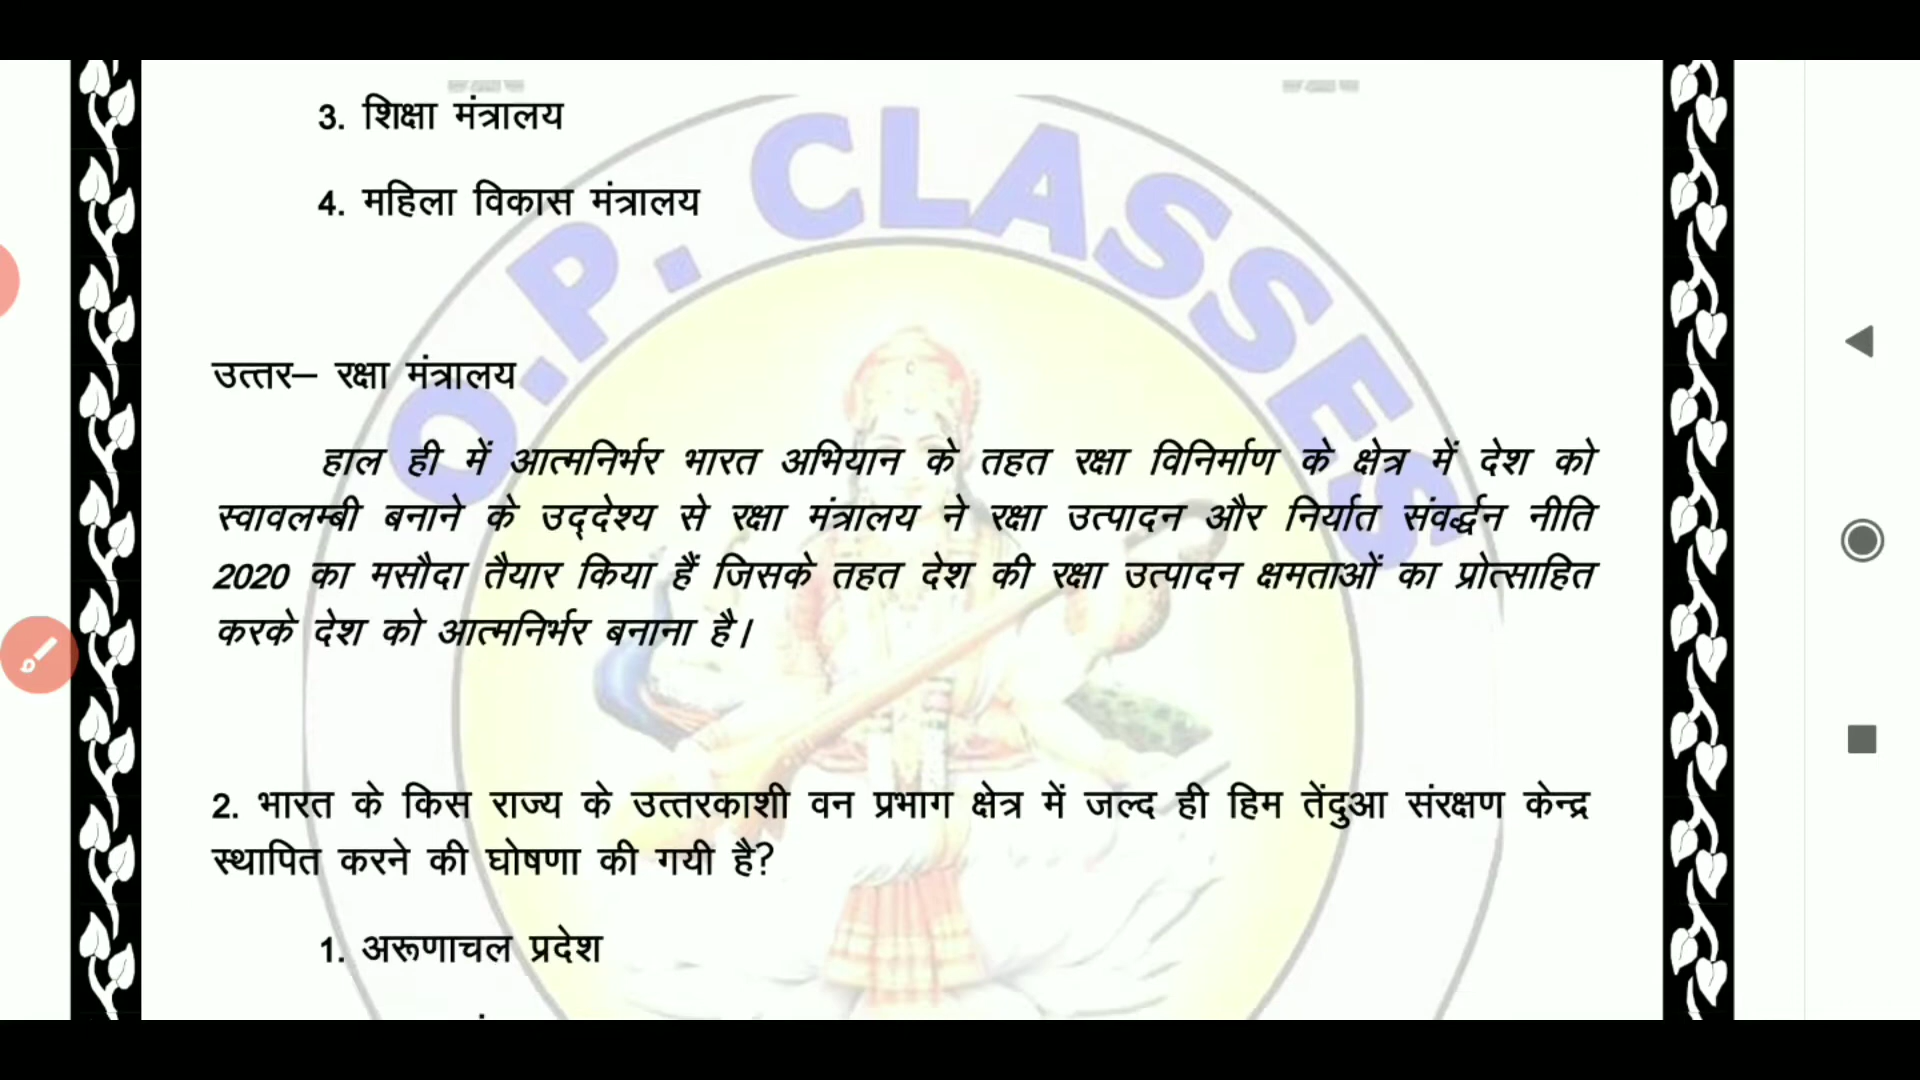 3. शिक्षा मंत्रालय
4. महिला विकास मंत्रालय
O.P. CLASSES
उत्तर– रक्षा मंत्रालय
हाल ही में आत्मनिर्भर भारत अभियान के तहत रक्षा विनिर्माण के क्षेत्र में देश को
स्वावलम्बी बनाने के उद्देश्य से रक्षा मंत्रालय ने रक्षा उत्पादन और निर्यात संवर्द्धन नीति
2020 का मसौदा तैयार किया हैं जिसके तहत देश की रक्षा उत्पादन क्षमताओं का प्रोत्साहित
करके देश को आत्मनिर्भर बनाना है।
2. भारत के किस राज्य के उत्तरकाशी वन प्रभाग क्षेत्र में जल्द ही हिम तेंदुआ संरक्षण केन्द्र
स्थापित करने की घोषणा की गयी है?
1. अरूणाचल प्रदेश